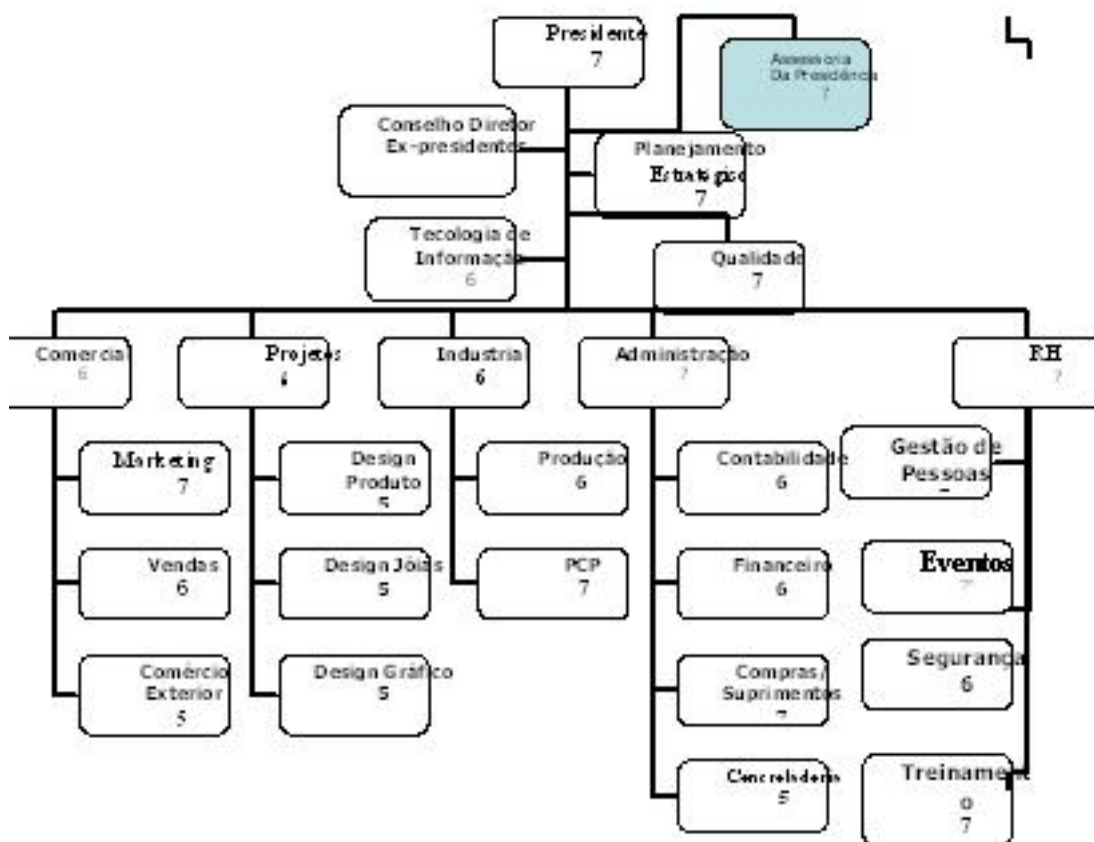 Presidente
7
Assessoria
Da Presidência
7
Conselho Diretor
Ex-presidentes
Planejamento
Estratégico
7
Tecologia de
Informação
6
Qualidade
7
Comercial
6
Projetos
6
Industrial
6
Administração
7
RH
7
Marketing
7
Design
Produto
5
Produção
6
Contabilidade
6
Gestão de
Pessoas
Vendas
6
Design Jóias
5
PCP
7
Financeiro
6
Eventos
7
Comércio
Exterior
5
Design Gráfico
5
Compras/
Suprimentos
7
Segurança
6
5
Treinament
o
7